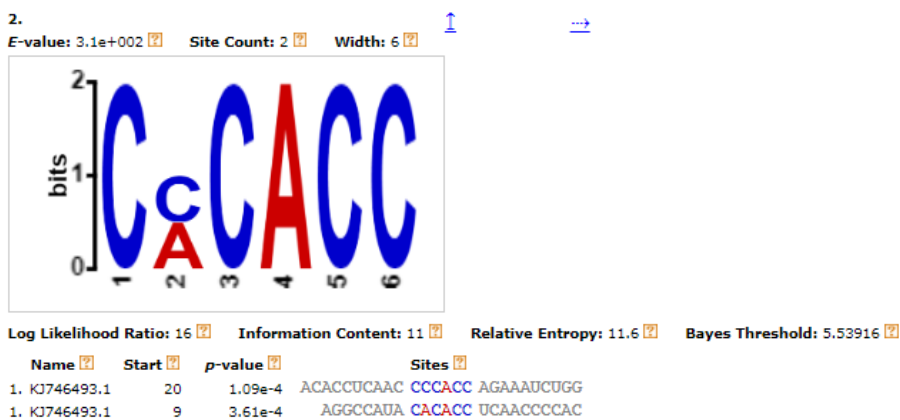 2.
E-value: 3.1e+002 ? Site Count: 2 ? Width: 6 ?
2
bits
1
0
CCCACC
A
1 2 3 4 5 6
Log Likelihood Ratio: 16 ? Information Content: 11 ? Relative Entropy: 11.6 ? Bayes Threshold: 5.53916 ?
Name ? Start ? p-value ? Sites ?
1. KJ746493.1 20 1.09e-4 ACACCUCAAC CCCACC AGAAAUCUGG
1. KJ746493.1 9 3.61e-4 AGGCCAUA CACACC UCAACCCCAC